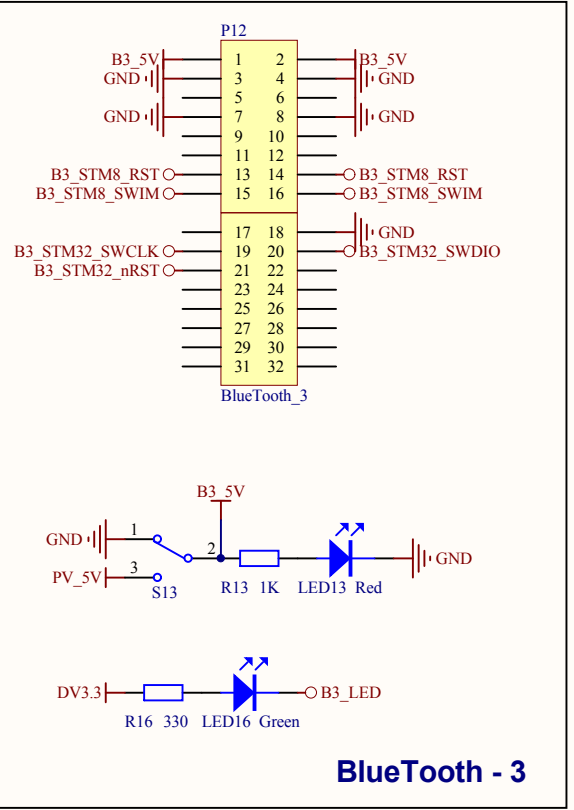 P12
B3_5V 1 2 B3_5V
GND 3 4 GND
5 6
GND 7 8 GND
9 10
11 12
B3_STM8_RST 13 14 B3_STM8_RST
B3_STM8_SWIM 15 16 B3_STM8_SWIM
17 18 GND
B3_STM32_SWCLK 19 20 B3_STM32_SWDIO
B3_STM32_nRST 21 22
23 24
25 26
27 28
29 30
31 32
BlueTooth_3
B3_5V
GND 1
2
GND
PV_5V 3
S13
R13 1K LED13 Red
DV3.3
B3_LED
R16 330 LED16 Green
BlueTooth - 3